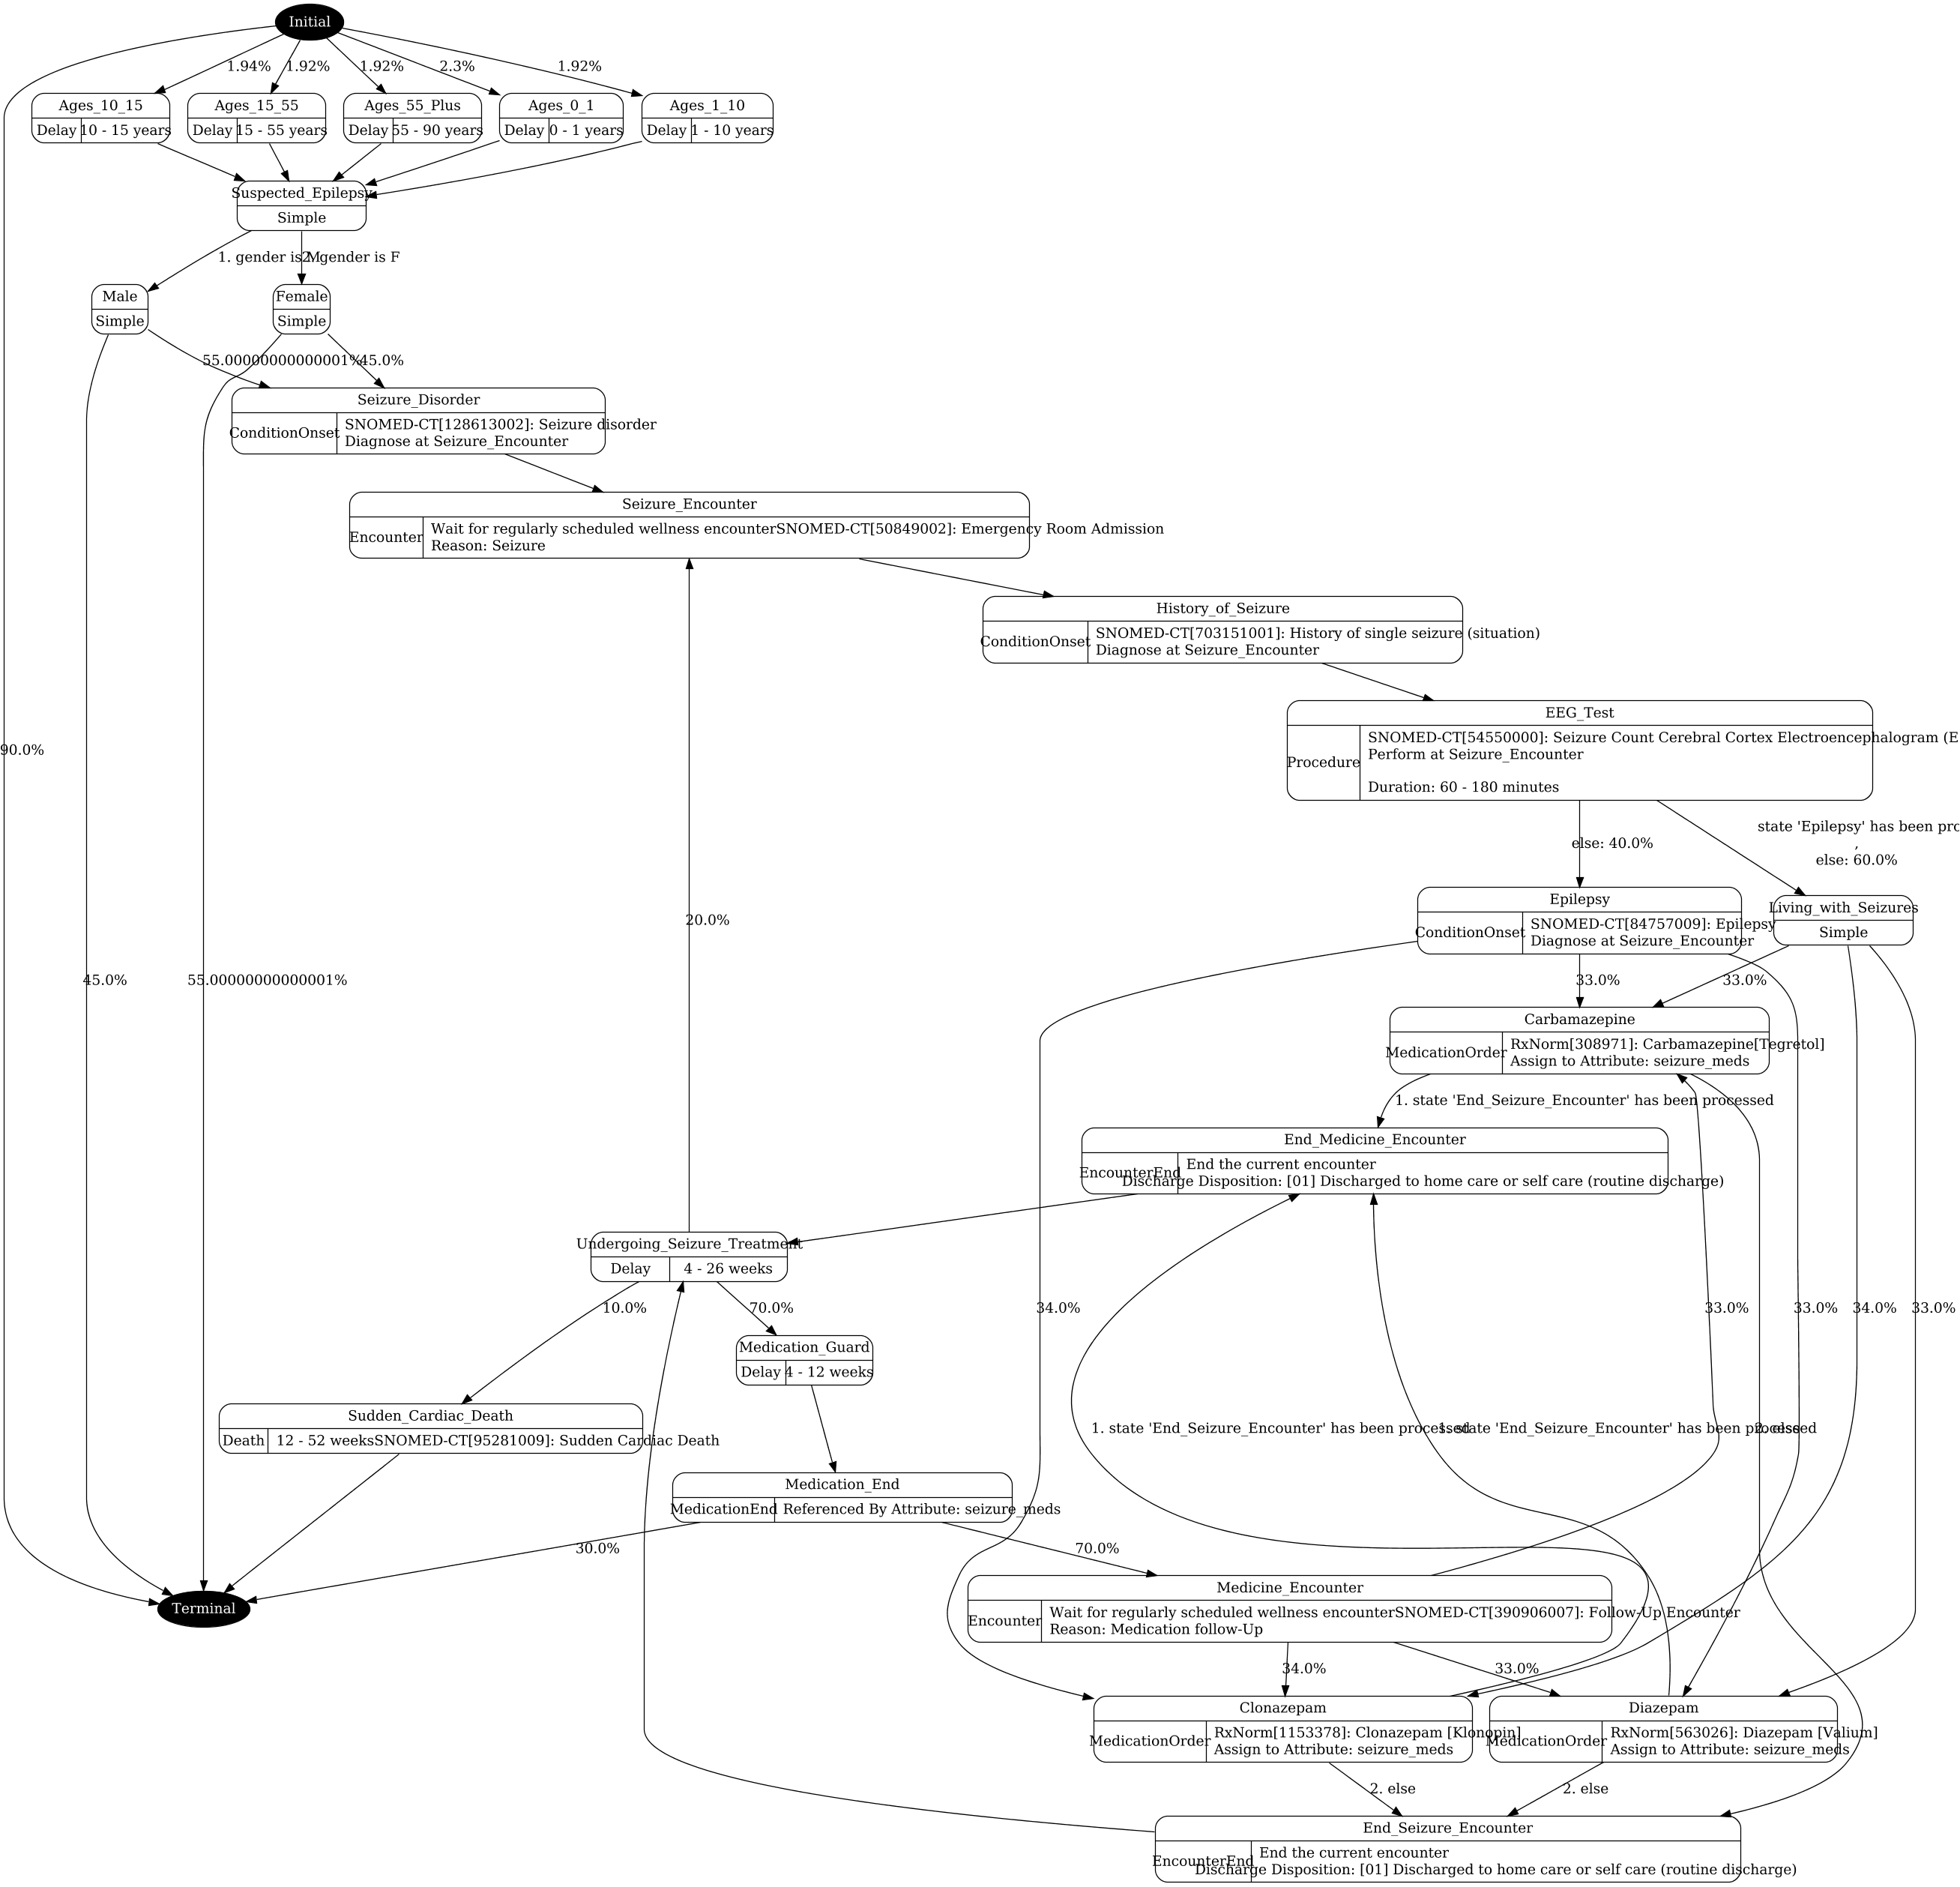 Initial
1.94%
1.92%
1.92%
2.3%
1.92%
Ages_10_15
Delay
10 - 15 years
Ages_15_55
Delay
15 - 55 years
Ages_55_Plus
Delay
55 - 90 years
Ages_0_1
Delay
0 - 1 years
Ages_1_10
Delay
1 - 10 years
Suspected_Epilepsy
Simple
1. gender is M
2. gender is F
Male
Simple
Female
Simple
55.00000000000001%
45.0%
Seizure_Disorder
ConditionOnset
SNOMED-CT[128613002]: Seizure disorder
Diagnose at Seizure_Encounter
Seizure_Encounter
Encounter
Wait for regularly scheduled wellness encounterSNOMED-CT[50849002]: Emergency Room Admission
Reason: Seizure
History_of_Seizure
ConditionOnset
SNOMED-CT[703151001]: History of single seizure (situation)
Diagnose at Seizure_Encounter
EEG_Test
Procedure
SNOMED-CT[54550000]: Seizure Count Cerebral Cortex Electroencephalogram (E
Perform at Seizure_Encounter
Duration: 60 - 180 minutes
90.0%
else: 40.0%
state 'Epilepsy' has been pro
,
else: 60.0%
Epilepsy
ConditionOnset
SNOMED-CT[84757009]: Epilepsy
Diagnose at Seizure_Encounter
Living_with_Seizures
Simple
20.0%
45.0%
55.00000000000001%
33.0%
33.0%
Carbamazepine
MedicationOrder
RxNorm[308971]: Carbamazepine[Tegretol]
Assign to Attribute: seizure_meds
1. state 'End_Seizure_Encounter' has been processed
End_Medicine_Encounter
EncounterEnd
End the current encounter
Discharge Disposition: [01] Discharged to home care or self care (routine discharge)
Undergoing_Seizure_Treatment
Delay
4 - 26 weeks
10.0%
70.0%
34.0%
33.0%
33.0%
34.0%
33.0%
Medication_Guard
Delay
4 - 12 weeks
Sudden_Cardiac_Death
Death
12 - 52 weeksSNOMED-CT[95281009]: Sudden Cardiac Death
1. state 'End_Seizure_Encounter' has been processed
1. state 'End_Seizure_Encounter' has been processed
2. else
Medication_End
MedicationEnd
Referenced By Attribute: seizure_meds
30.0%
70.0%
Terminal
Medicine_Encounter
Encounter
Wait for regularly scheduled wellness encounterSNOMED-CT[390906007]: Follow-Up Encounter
Reason: Medication follow-Up
34.0%
33.0%
Clonazepam
MedicationOrder
RxNorm[1153378]: Clonazepam [Klonopin]
Assign to Attribute: seizure_meds
Diazepam
MedicationOrder
RxNorm[563026]: Diazepam [Valium]
Assign to Attribute: seizure_meds
2. else
2. else
End_Seizure_Encounter
EncounterEnd
End the current encounter
Discharge Disposition: [01] Discharged to home care or self care (routine discharge)